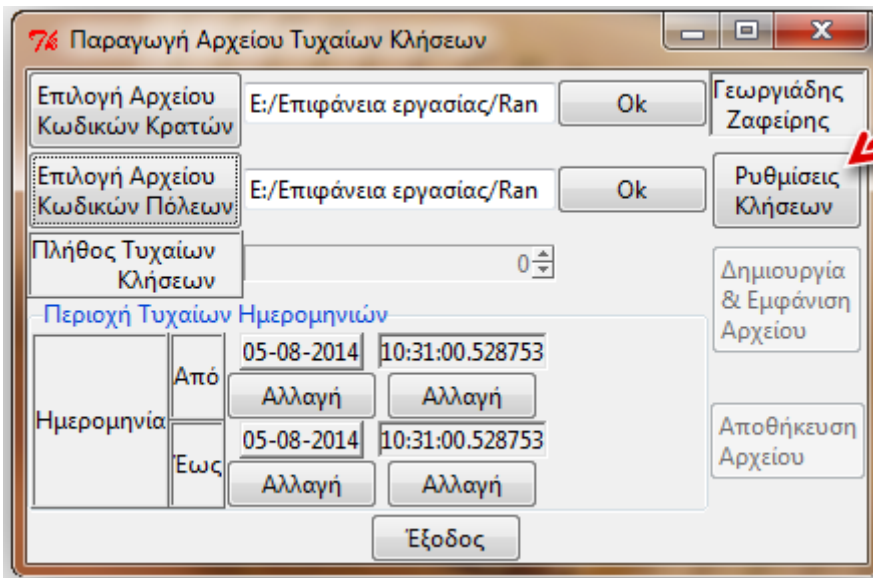 Παραγωγή Αρχείου Τυχαίων Κλήσεων
Επιλογή Αρχείου
Κωδικών Κρατών
E:/Επιφάνεια εργασίας/Ran
Ok
Γεωργιάδης
Ζαφείρης
Επιλογή Αρχείου
Κωδικών Πόλεων
E:/Επιφάνεια εργασίας/Ran
Ok
Ρυθμίσεις
Κλήσεων
Πλήθος Τυχαίων
Κλήσεων
0
Δημιουργία
& Εμφάνιση
Αρχείου
Περιοχή Τυχαίων Ημερομηνιών
Ημερομηνία
Από
05-08-2014
10:31:00.528753
Αλλαγή
Αλλαγή
Έως
05-08-2014
10:31:00.528753
Αλλαγή
Αλλαγή
Αποθήκευση
Αρχείου
Έξοδος